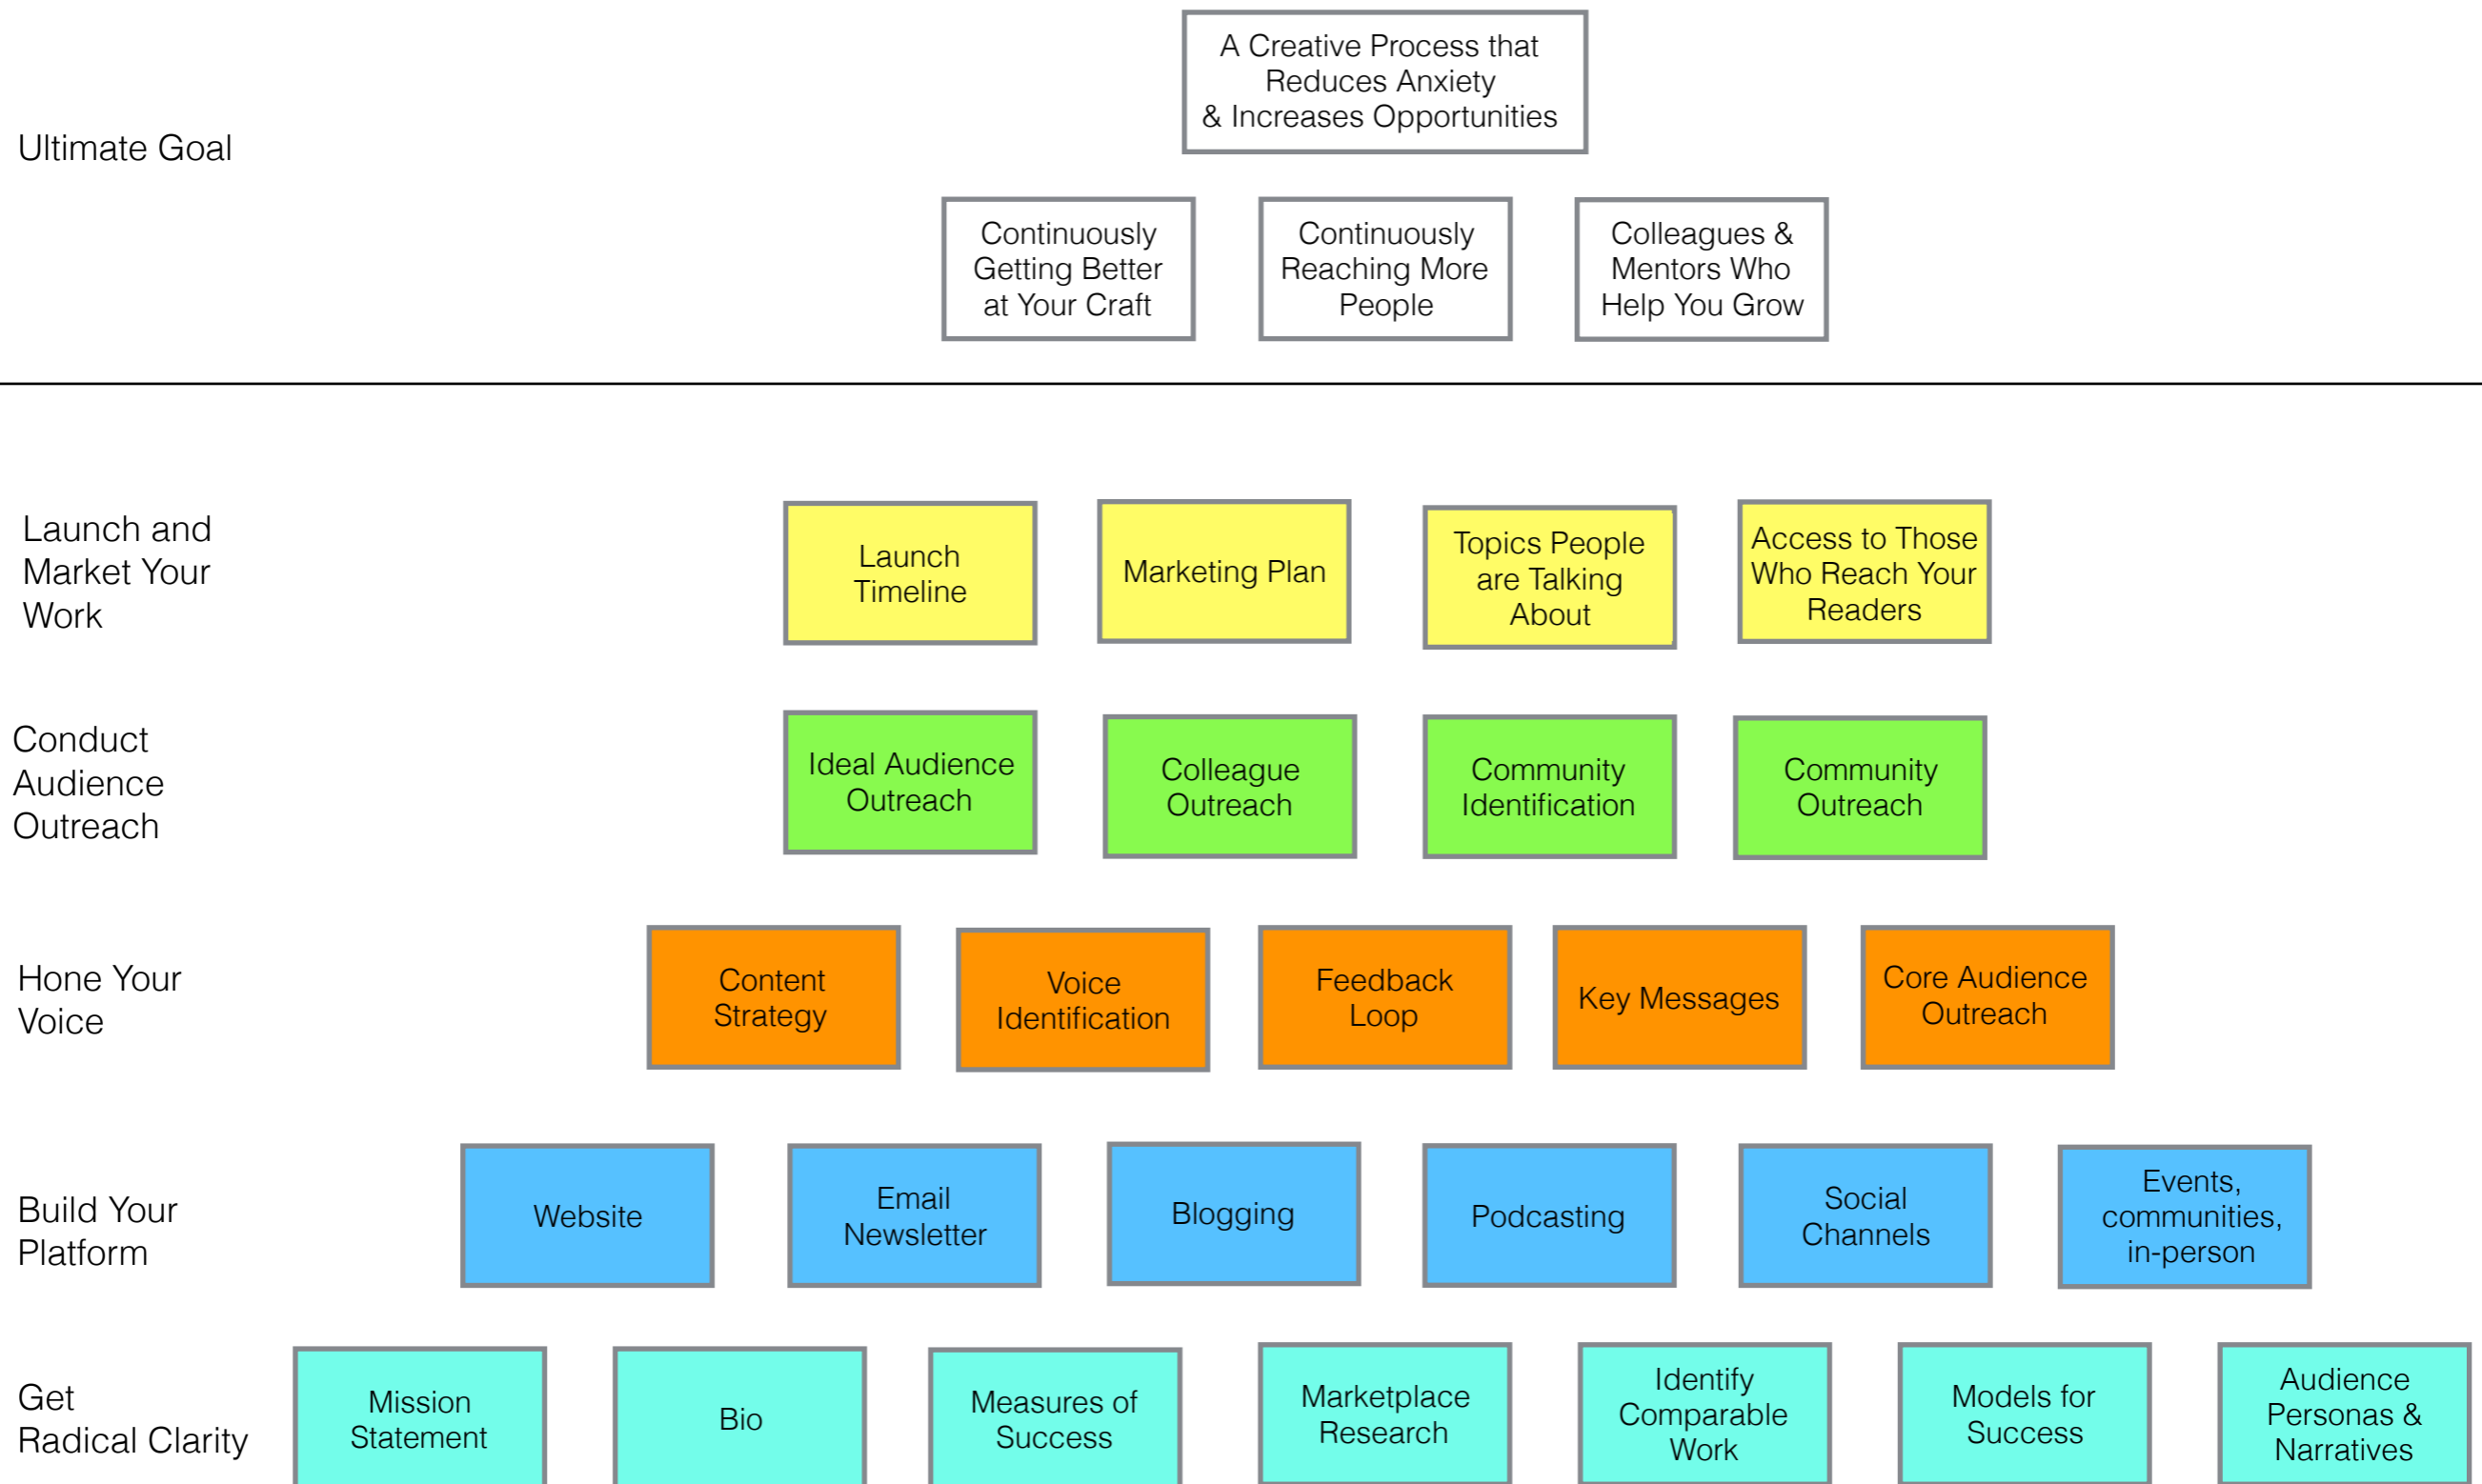 Ultimate Goal
A Creative Process that
Reduces Anxiety
& Increases Opportunities
Continuously
Getting Better
at Your Craft
Continuously
Reaching More
People
Colleagues &
Mentors Who
Help You Grow
Launch and
Market Your
Work
Launch
Timeline
Marketing Plan
Topics People
are Talking
About
Access to Those
Who Reach Your
Readers
Conduct
Audience
Outreach
Ideal Audience
Outreach
Colleague
Outreach
Community
Identification
Community
Outreach
Hone Your
Voice
Content
Strategy
Voice
Identification
Feedback
Loop
Key Messages
Core Audience
Outreach
Build Your
Platform
Website
Email
Newsletter
Blogging
Podcasting
Social
Channels
Events,
communities,
in-person
Get
Radical Clarity
Mission
Statement
Bio
Measures of
Success
Marketplace
Research
Identify
Comparable
Work
Models for
Success
Audience
Personas &
Narratives